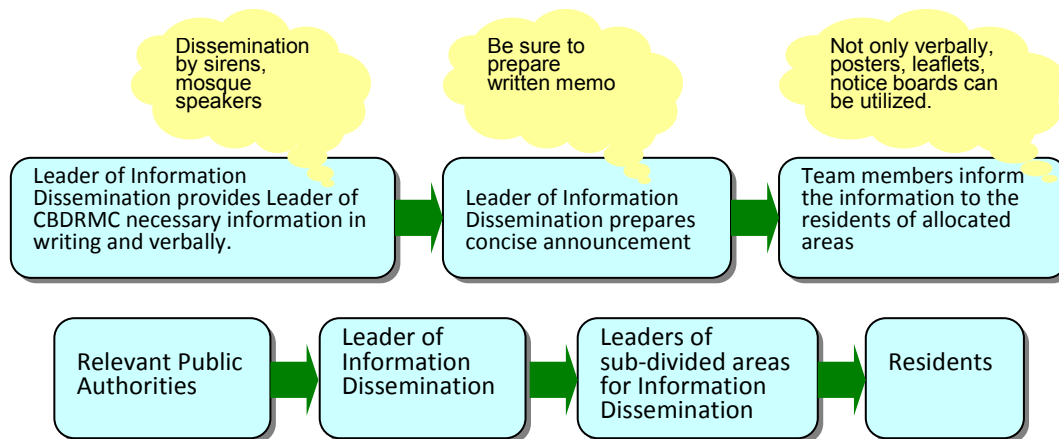 Dissemination
by sirens,
mosque
speakers
Be sure to
prepare
written memo
Not only verbally,
posters, leaflets,
notice boards can
be utilized.
Leader of Information
Dissemination provides Leader of
CBDRMC necessary information in
writing and verbally.
Leader of Information
Dissemination prepares
concise announcement
Team members inform
the information to the
residents of allocated
areas
Relevant Public
Authorities
Leader of
Information
Dissemination
Leaders of
sub-divided areas
for Information
Dissemination
Residents